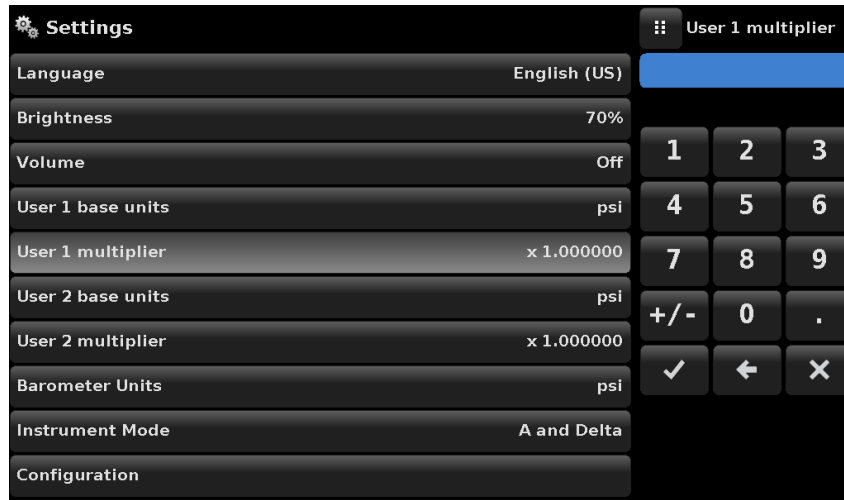 Settings
Language English (US)
Brightness 70%
Volume Off
User 1 base units psi
User 1 multiplier x 1.000000
User 2 base units psi
User 2 multiplier x 1.000000
Barometer Units psi
Instrument Mode A and Delta
Configuration
User 1 multiplier
1 2 3
4 5 6
7 8 9
+/- 0 .